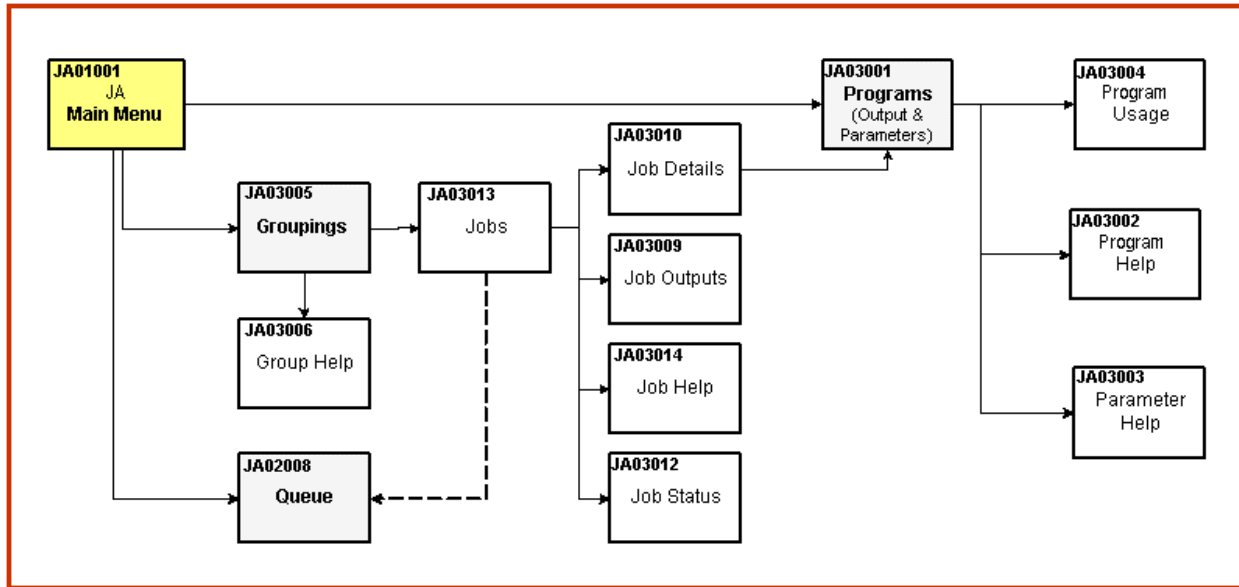 JA01001
JA
Main Menu
JA03001
Programs
(Output &
Parameters)
JA03004
Program
Usage
JA03010
Job Details
JA03005
Groupings
JA03013
Jobs
JA03002
Program
Help
JA03009
Job Outputs
JA03006
Group Help
JA03014
Job Help
JA03003
Parameter
Help
JA02008
Queue
JA03012
Job Status